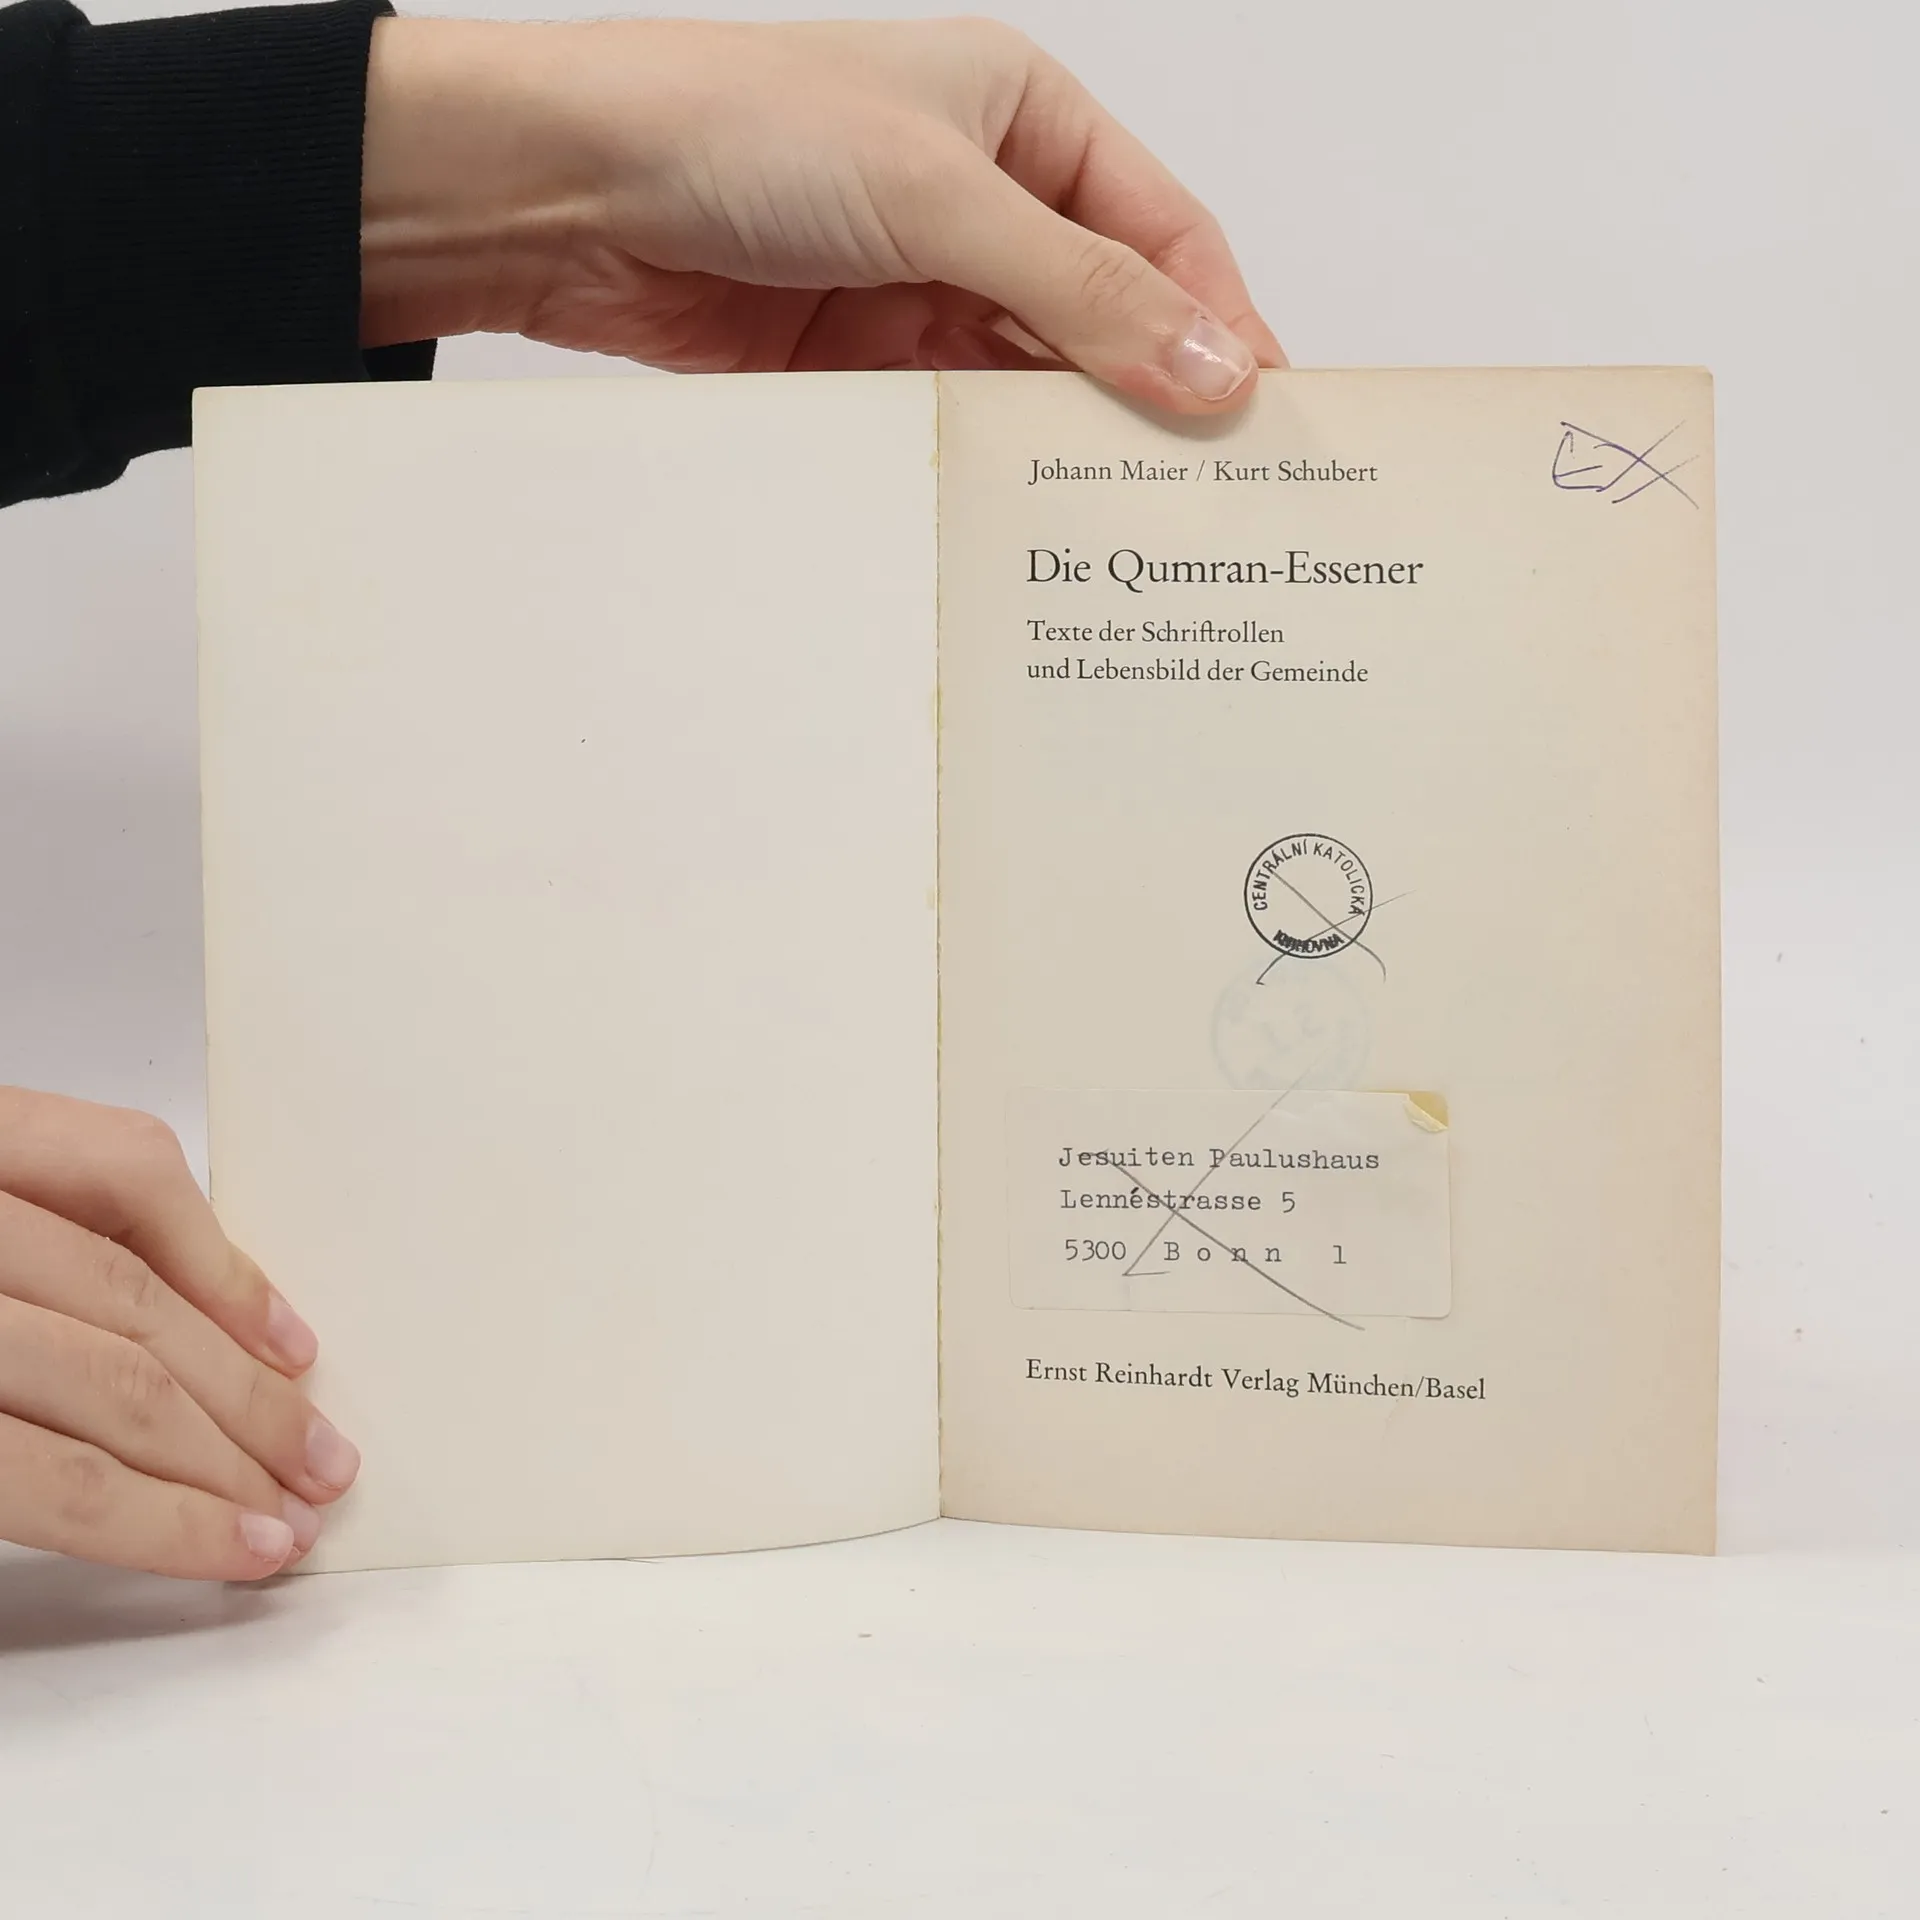 Johann Maier / Kurt Schubert
Die Qumran-Essener
Texte der Schriftrollen
und Lebensbild der Gemeinde
CENTRÁLNÍ KATOLICKÁ
KNIHOVNA
Jesuiten Paulushaus
Lennéstrasse 5
5300 Bonn 1
Ernst Reinhardt Verlag München/Basel